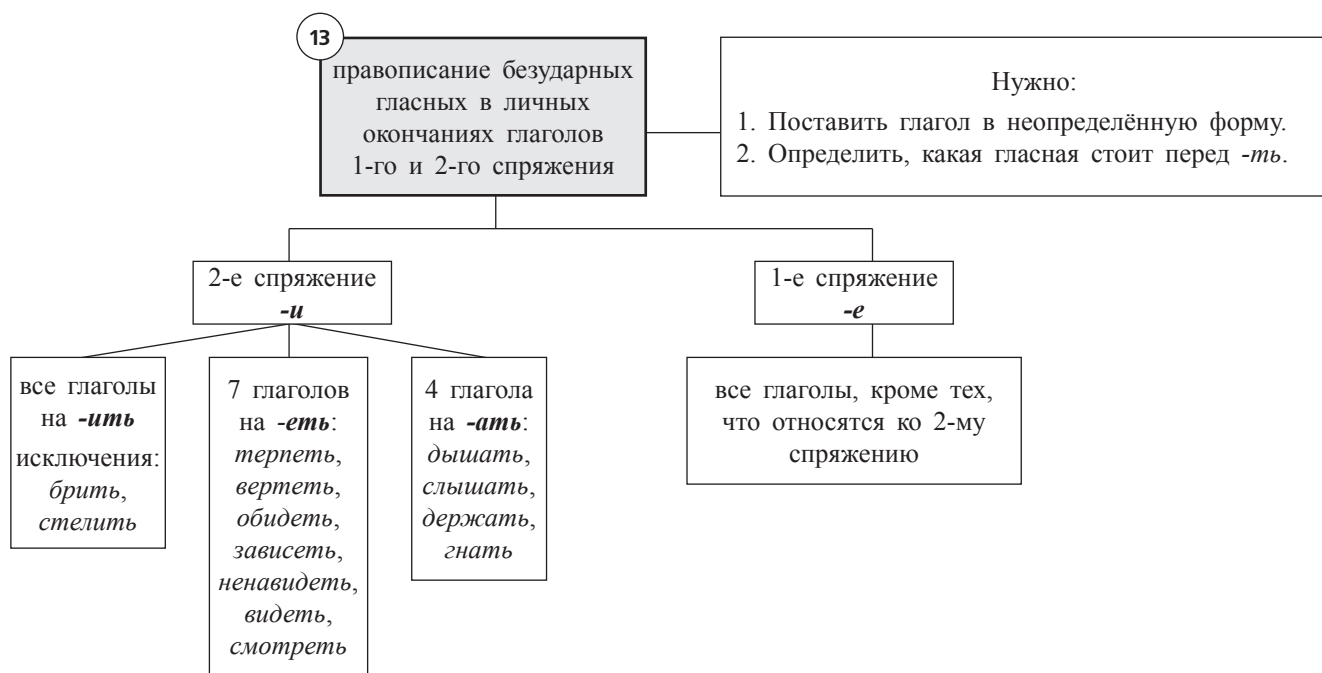 13
правописание безударных
гласных в личных
окончаниях глаголов
1-го и 2-го спряжения
Нужно:
1. Поставить глагол в неопределённую форму.
2. Определить, какая гласная стоит перед -ть.
2-е спряжение
-и
1-е спряжение
-е
все глаголы
на -ить
исключения:
брить,
стелить
7 глаголов
на -еть:
терпеть,
вертеть,
обидеть,
зависеть,
ненавидеть,
видеть,
смотреть
4 глагола
на -ать:
дышать,
слышать,
держать,
гнать
все глаголы, кроме тех,
что относятся ко 2-му
спряжению